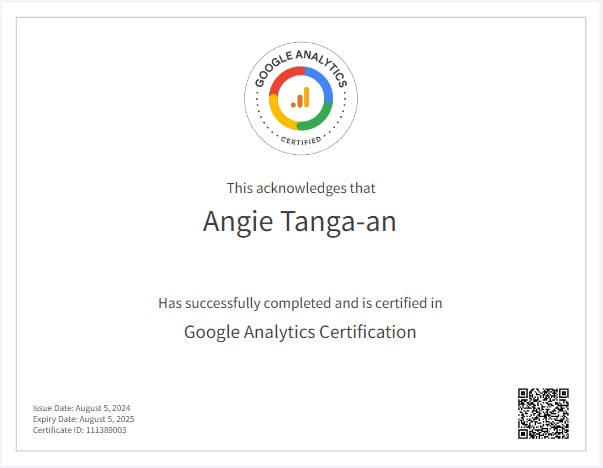 GOOGLE ANALYTICS
CERTIFIED
This acknowledges that
Angie Tanga-an
Has successfully completed and is certified in
Google Analytics Certification
Issue Date: August 5, 2024
Expiry Date: August 5, 2025
Certificate ID: 111389003